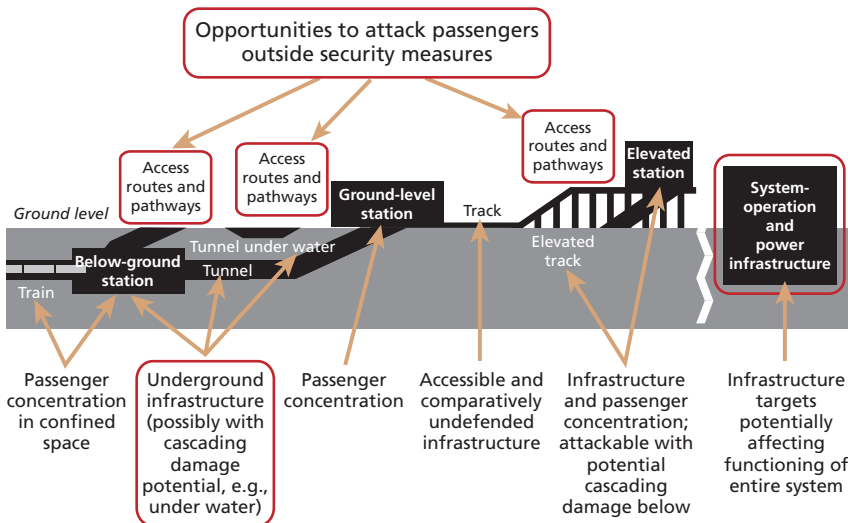 Opportunities to attack passengers
outside security measures
Access
routes and
pathways
Access
routes and
pathways
Access
routes and
pathways
Elevated
station
Ground-level
station
System-
operation
and
power
infrastructure
Ground level
Track
Tunnel under water
Elevated
track
Below-ground
station
Tunnel
Train
Passenger
concentration
in confined
space
Underground
infrastructure
(possibly with
cascading
damage
potential, e.g.,
under water)
Passenger
concentration
Accessible and
comparatively
undefended
infrastructure
Infrastructure
and passenger
concentration;
attackable with
potential
cascading
damage below
Infrastructure
targets
potentially
affecting
functioning of
entire system